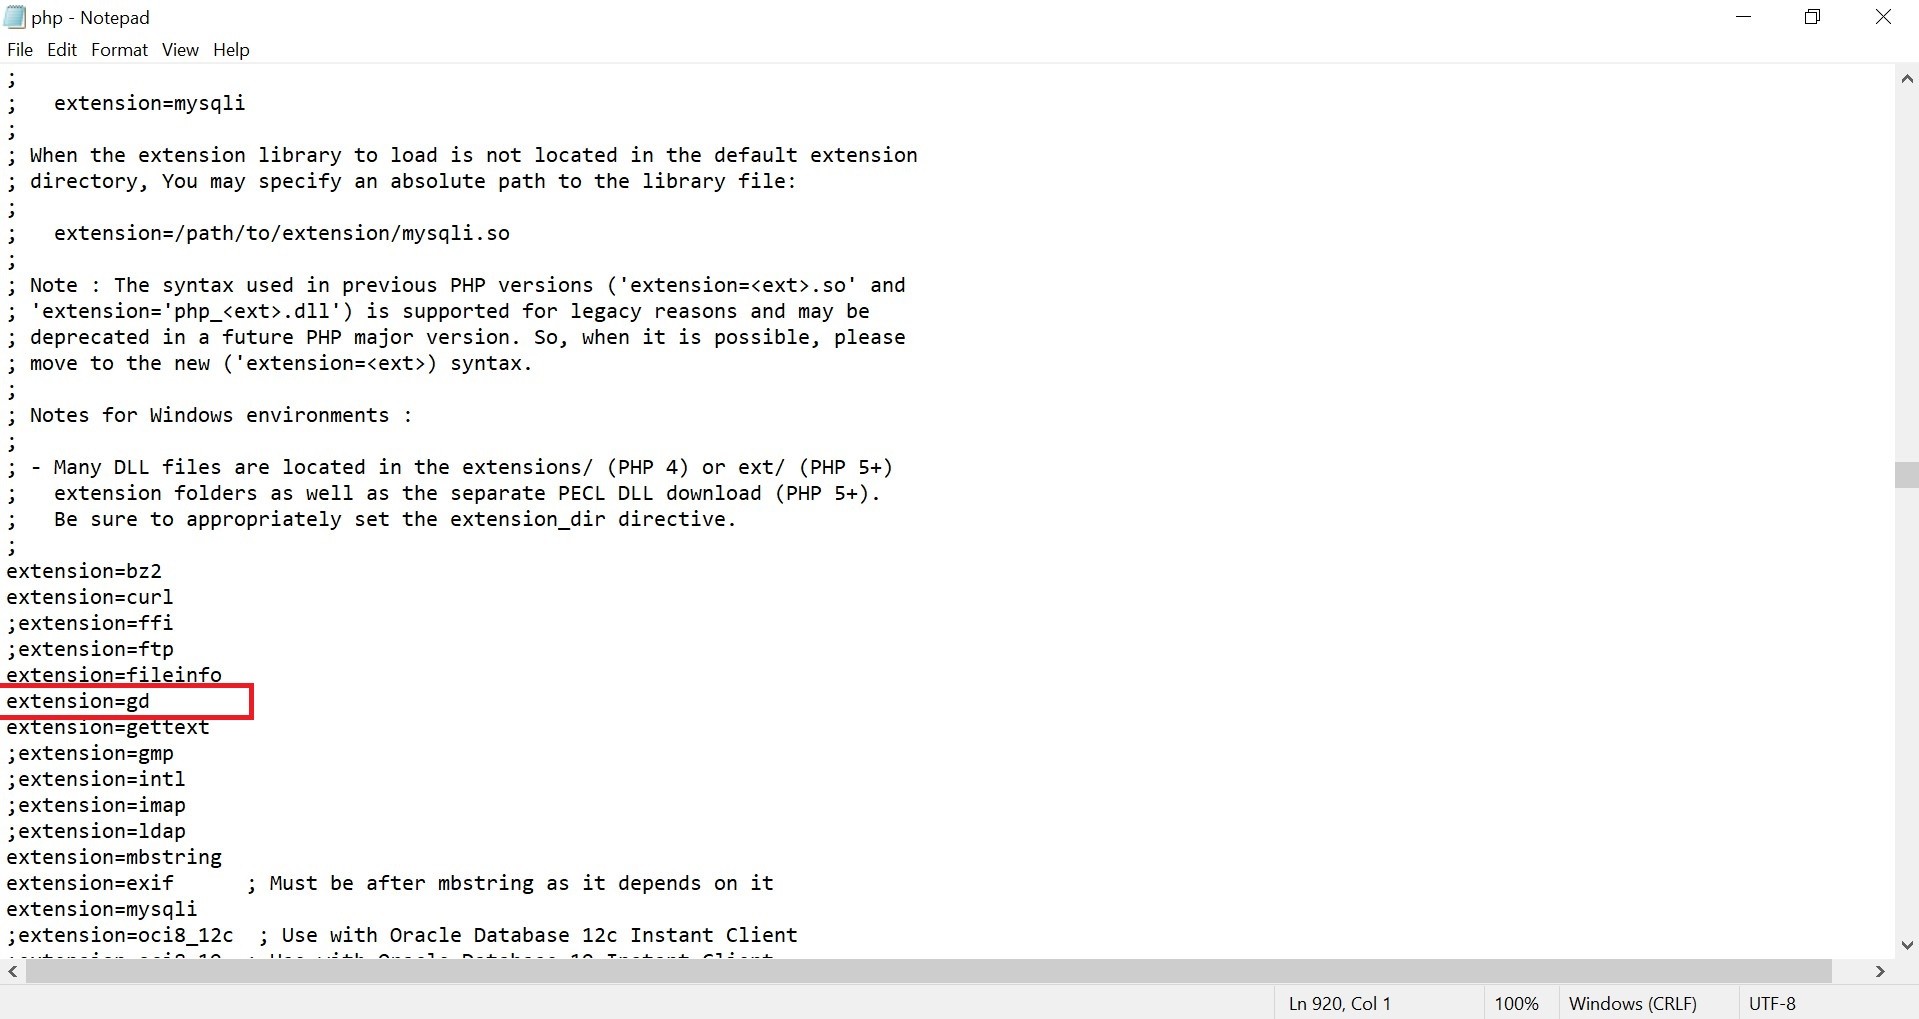 php - Notepad
File Edit Format View Help
;
;   extension=mysqli
;
; When the extension library to load is not located in the default extension
; directory, You may specify an absolute path to the library file:
;
;   extension=/path/to/extension/mysqli.so
;
; Note : The syntax used in previous PHP versions ('extension=<ext>.so' and
; 'extension='php_<ext>.dll') is supported for legacy reasons and may be
; deprecated in a future PHP major version. So, when it is possible, please
; move to the new ('extension=<ext>) syntax.
;
; Notes for Windows environments :
;
; - Many DLL files are located in the extensions/ (PHP 4) or ext/ (PHP 5+)
;   extension folders as well as the separate PECL DLL download (PHP 5+).
;   Be sure to appropriately set the extension_dir directive.
;
extension=bz2
extension=curl
;extension=ffi
;extension=ftp
extension=fileinfo
extension=gd
extension=gettext
;extension=gmp
;extension=intl
;extension=imap
;extension=ldap
extension=mbstring
extension=exif      ; Must be after mbstring as it depends on it
extension=mysqli
;extension=oci8_12c  ; Use with Oracle Database 12c Instant Client
Ln 920, Col 1 100% Windows (CRLF) UTF-8